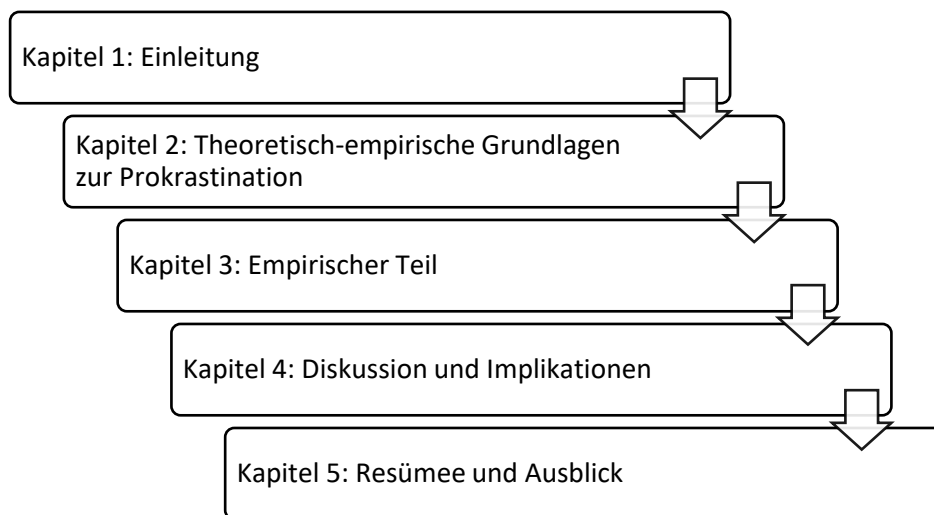 Kapitel 1: Einleitung
Kapitel 2: Theoretisch-empirische Grundlagen
zur Prokrastination
Kapitel 3: Empirischer Teil
Kapitel 4: Diskussion und Implikationen
Kapitel 5: Resümee und Ausblick